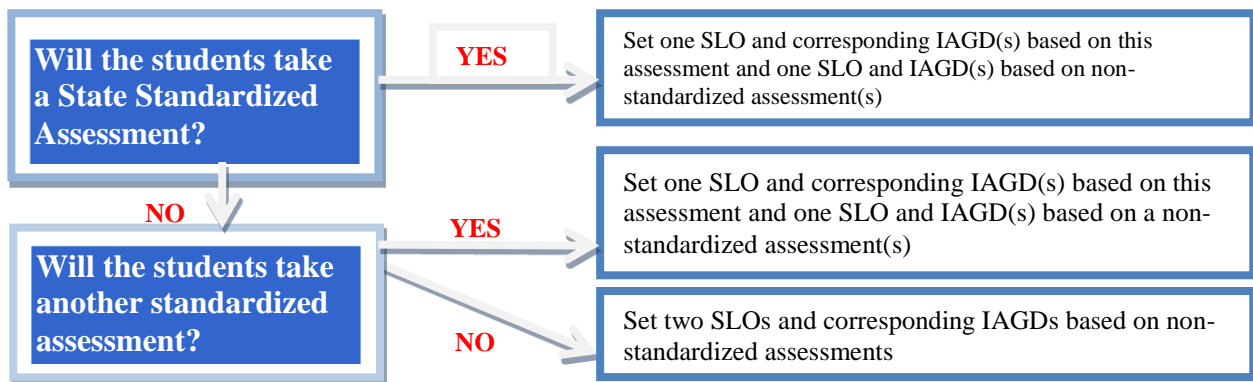 Will the students take
a State Standardized
Assessment?
YES
Set one SLO and corresponding IAGD(s) based on this
assessment and one SLO and IAGD(s) based on non-
standardized assessment(s)
NO
Will the students take
another standardized
assessment?
YES
Set one SLO and corresponding IAGD(s) based on this
assessment and one SLO and IAGD(s) based on a non-
standardized assessment(s)
NO
Set two SLOs and corresponding IAGDs based on non-
standardized assessments